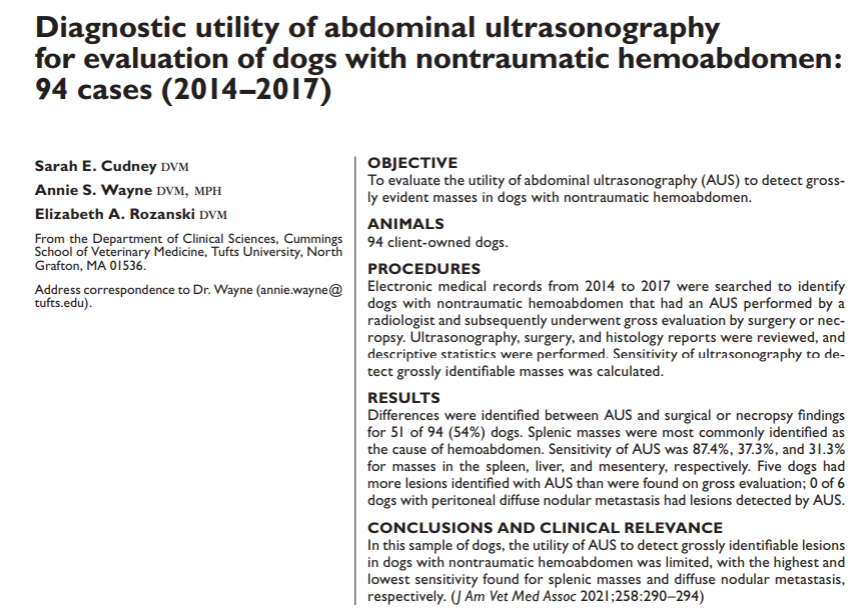 Diagnostic utility of abdominal ultrasonography
for evaluation of dogs with nontraumatic hemoabdomen:
94 cases (2014–2017)
Sarah E. Cudney DVM
Annie S. Wayne DVM, MPH
Elizabeth A. Rozanski DVM
From the Department of Clinical Sciences, Cummings
School of Veterinary Medicine, Tufts University, North
Grafton, MA 01536.
Address correspondence to Dr. Wayne (annie.wayne@
tufts.edu).
OBJECTIVE
To evaluate the utility of abdominal ultrasonography (AUS) to detect gross-
ly evident masses in dogs with nontraumatic hemoabdomen.
ANIMALS
94 client-owned dogs.
PROCEDURES
Electronic medical records from 2014 to 2017 were searched to identify
dogs with nontraumatic hemoabdomen that had an AUS performed by a
radiologist and subsequently underwent gross evaluation by surgery or nec-
ropsy. Ultrasonography, surgery, and histology reports were reviewed, and
descriptive statistics were performed. Sensitivity of ultrasonography to de-
tect grossly identifiable masses was calculated.
RESULTS
Differences were identified between AUS and surgical or necropsy findings
for 51 of 94 (54%) dogs. Splenic masses were most commonly identified as
the cause of hemoabdomen. Sensitivity of AUS was 87.4%, 37.3%, and 31.3%
for masses in the spleen, liver, and mesentery, respectively. Five dogs had
more lesions identified with AUS than were found on gross evaluation; 0 of 6
dogs with peritoneal diffuse nodular metastasis had lesions detected by AUS.
CONCLUSIONS AND CLINICAL RELEVANCE
In this sample of dogs, the utility of AUS to detect grossly identifiable lesions
in dogs with nontraumatic hemoabdomen was limited, with the highest and
lowest sensitivity found for splenic masses and diffuse nodular metastasis,
respectively. (J Am Vet Med Assoc 2021;258:290–294)